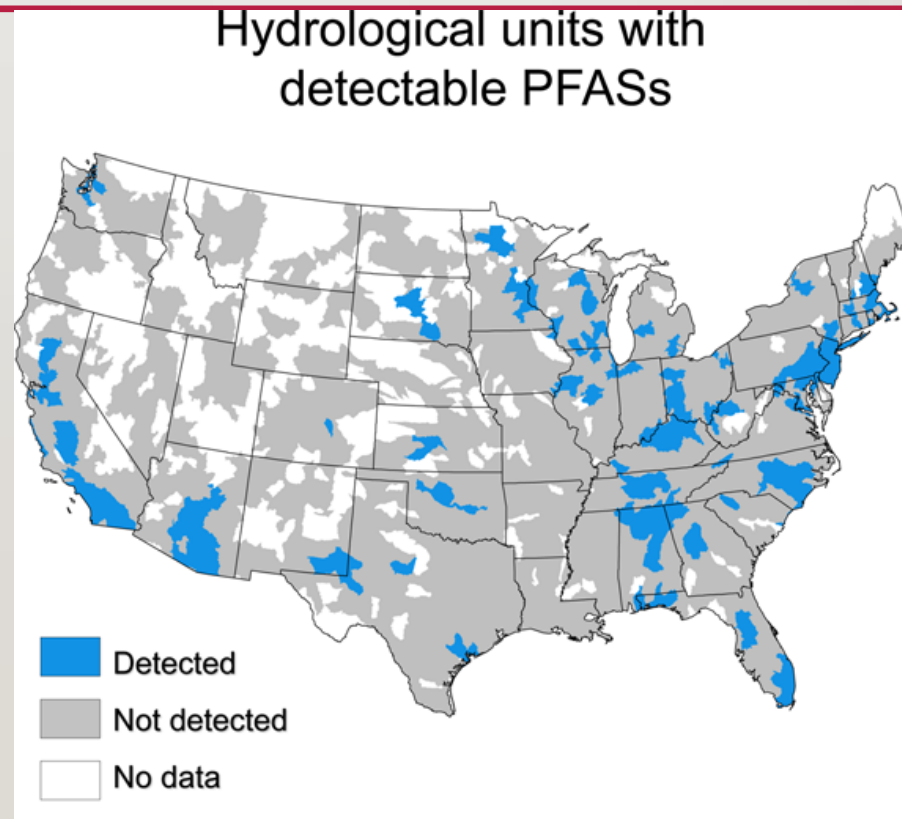 Hydrological units with
detectable PFASs
Detected
Not detected
No data